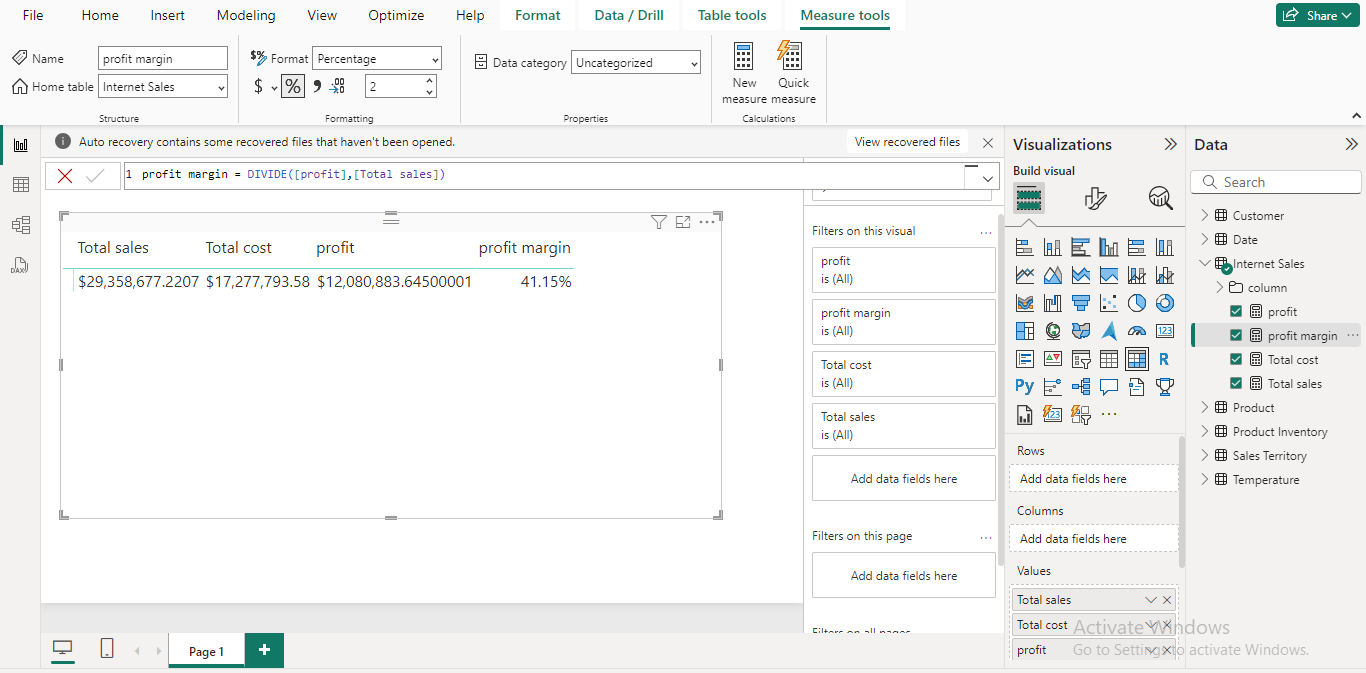 File Home Insert Modeling View Optimize Help Format Data / Drill Table tools Measure tools Share
Name profit margin
Home table Internet Sales
Structure
$% Format Percentage
$ % 2
Formatting
Data category Uncategorized
Properties
New measure
Quick measure
Calculations
Auto recovery contains some recovered files that haven't been opened. View recovered files
1 profit margin = DIVIDE([profit],[Total sales])
Total sales Total cost profit profit margin
$29,358,677.2207 $17,277,793.58 $12,080,883.64500001 41.15%
Page 1
Filters on this visual
profit
is (All)
profit margin
is (All)
Total cost
is (All)
Total sales
is (All)
Add data fields here
Filters on this page
Add data fields here
Filters on all pages
Visualizations
Build visual
123
R
Py
123
Rows
Add data fields here
Columns
Add data fields here
Values
Total sales
Total cost
profit
Data
Search
Customer
Date
Internet Sales
column
profit
profit margin
Total cost
Total sales
Product
Product Inventory
Sales Territory
Temperature
DAX
Activate Windows
Go to Settings to activate Windows.